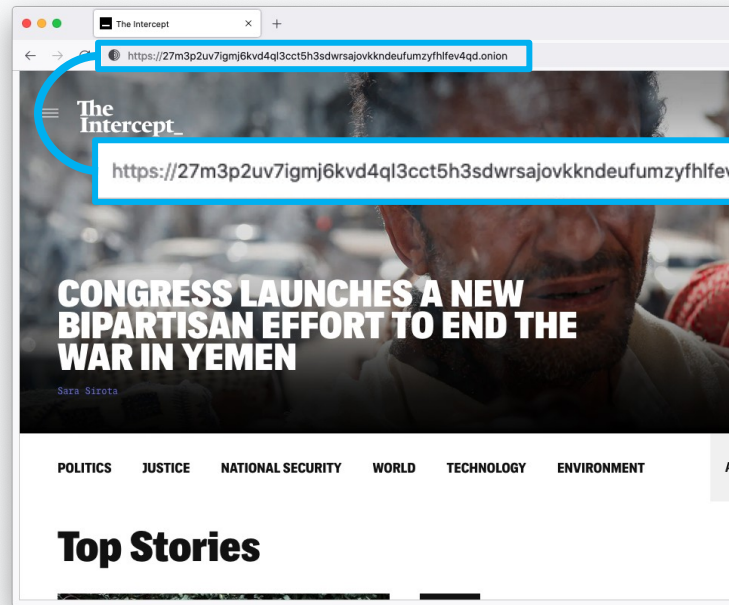 The Intercept
https://27m3p2uv7igmj6kvd4ql3cct5h3sdwrsajovkkndeufumzyfhlfev4qd.onion
The
Intercept_
https://27m3p2uv7igmj6kvd4ql3cct5h3sdwrsajovkkndeufumzyfhlfev
CONGRESS LAUNCHES A NEW
BIPARTISAN EFFORT TO END THE
WAR IN YEMEN
Sara Sirota
POLITICS JUSTICE NATIONAL SECURITY WORLD TECHNOLOGY ENVIRONMENT
Top Stories